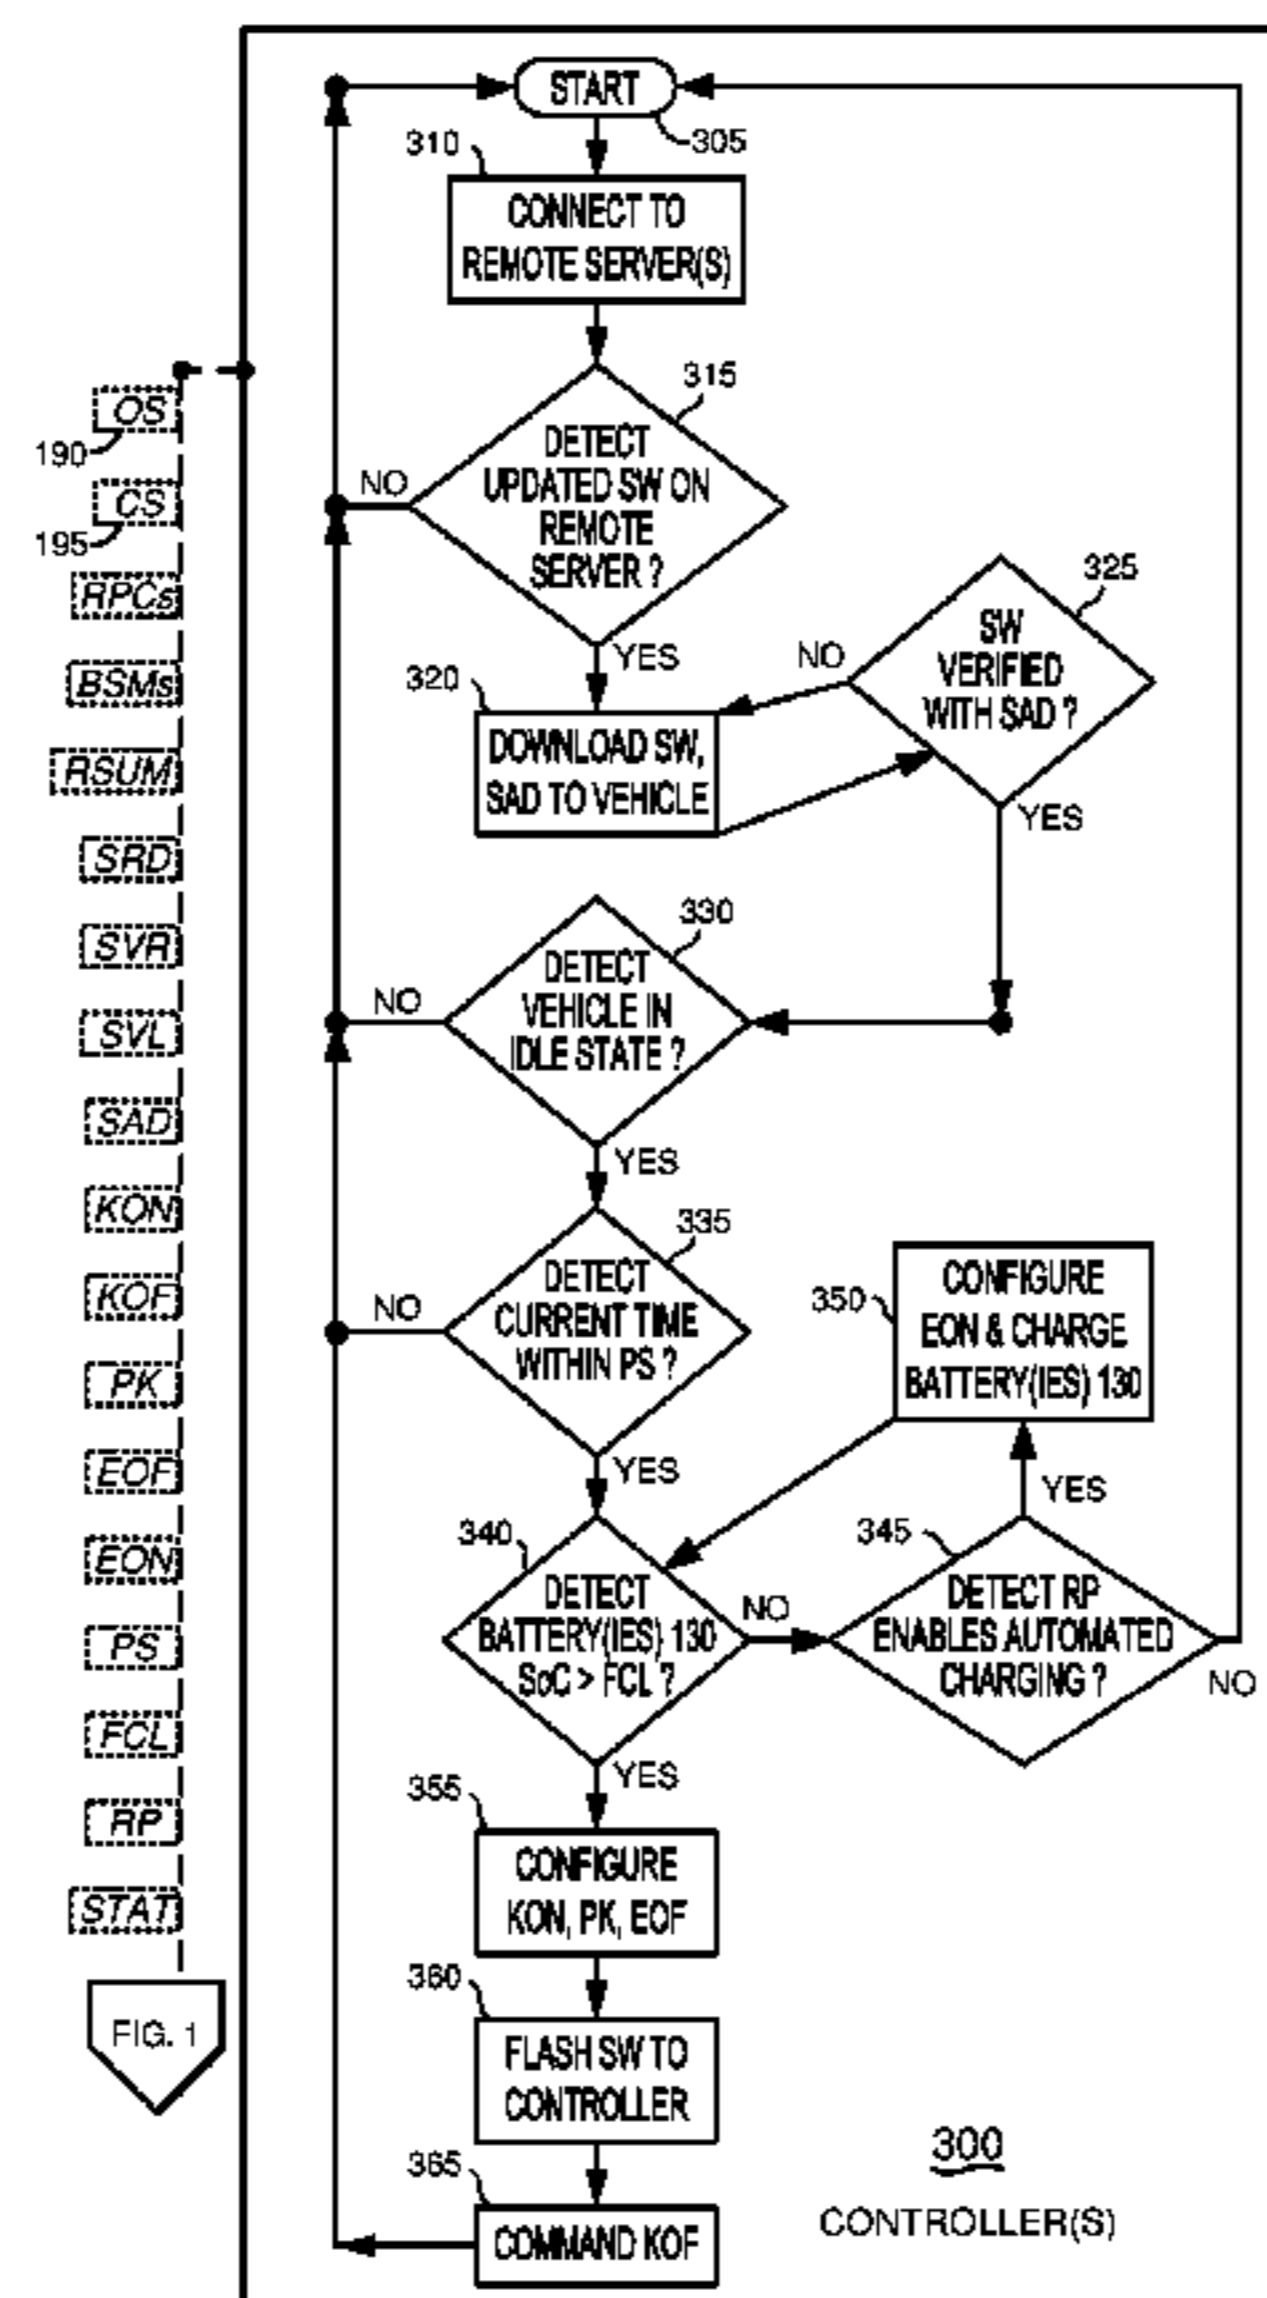 START
305
310
CONNECT TO
REMOTE SERVER(S)
315
DETECT
UPDATED SW ON
REMOTE
SERVER ?
NO
YES
320
DOWNLOAD SW,
SAD TO VEHICLE
325
SW
VERIFIED
WITH SAD ?
NO
YES
330
DETECT
VEHICLE IN
IDLE STATE ?
NO
YES
335
DETECT
CURRENT TIME
WITHIN PS ?
NO
YES
340
DETECT
BATTERY(IES) 130
SoC > FCL ?
NO
YES
345
DETECT RP
ENABLES AUTOMATED
CHARGING ?
YES
NO
350
CONFIGURE
EON & CHARGE
BATTERY(IES) 130
355
CONFIGURE
KON, PK, EOF
360
FLASH SW TO
CONTROLLER
365
COMMAND KOF
300
CONTROLLER(S)
OS
190
CS
195
RPCs
BSMs
RSUM
SRD
SVR
SVL
SAD
KON
KOF
PK
EOF
EON
PS
FCL
RP
STAT
FIG. 1